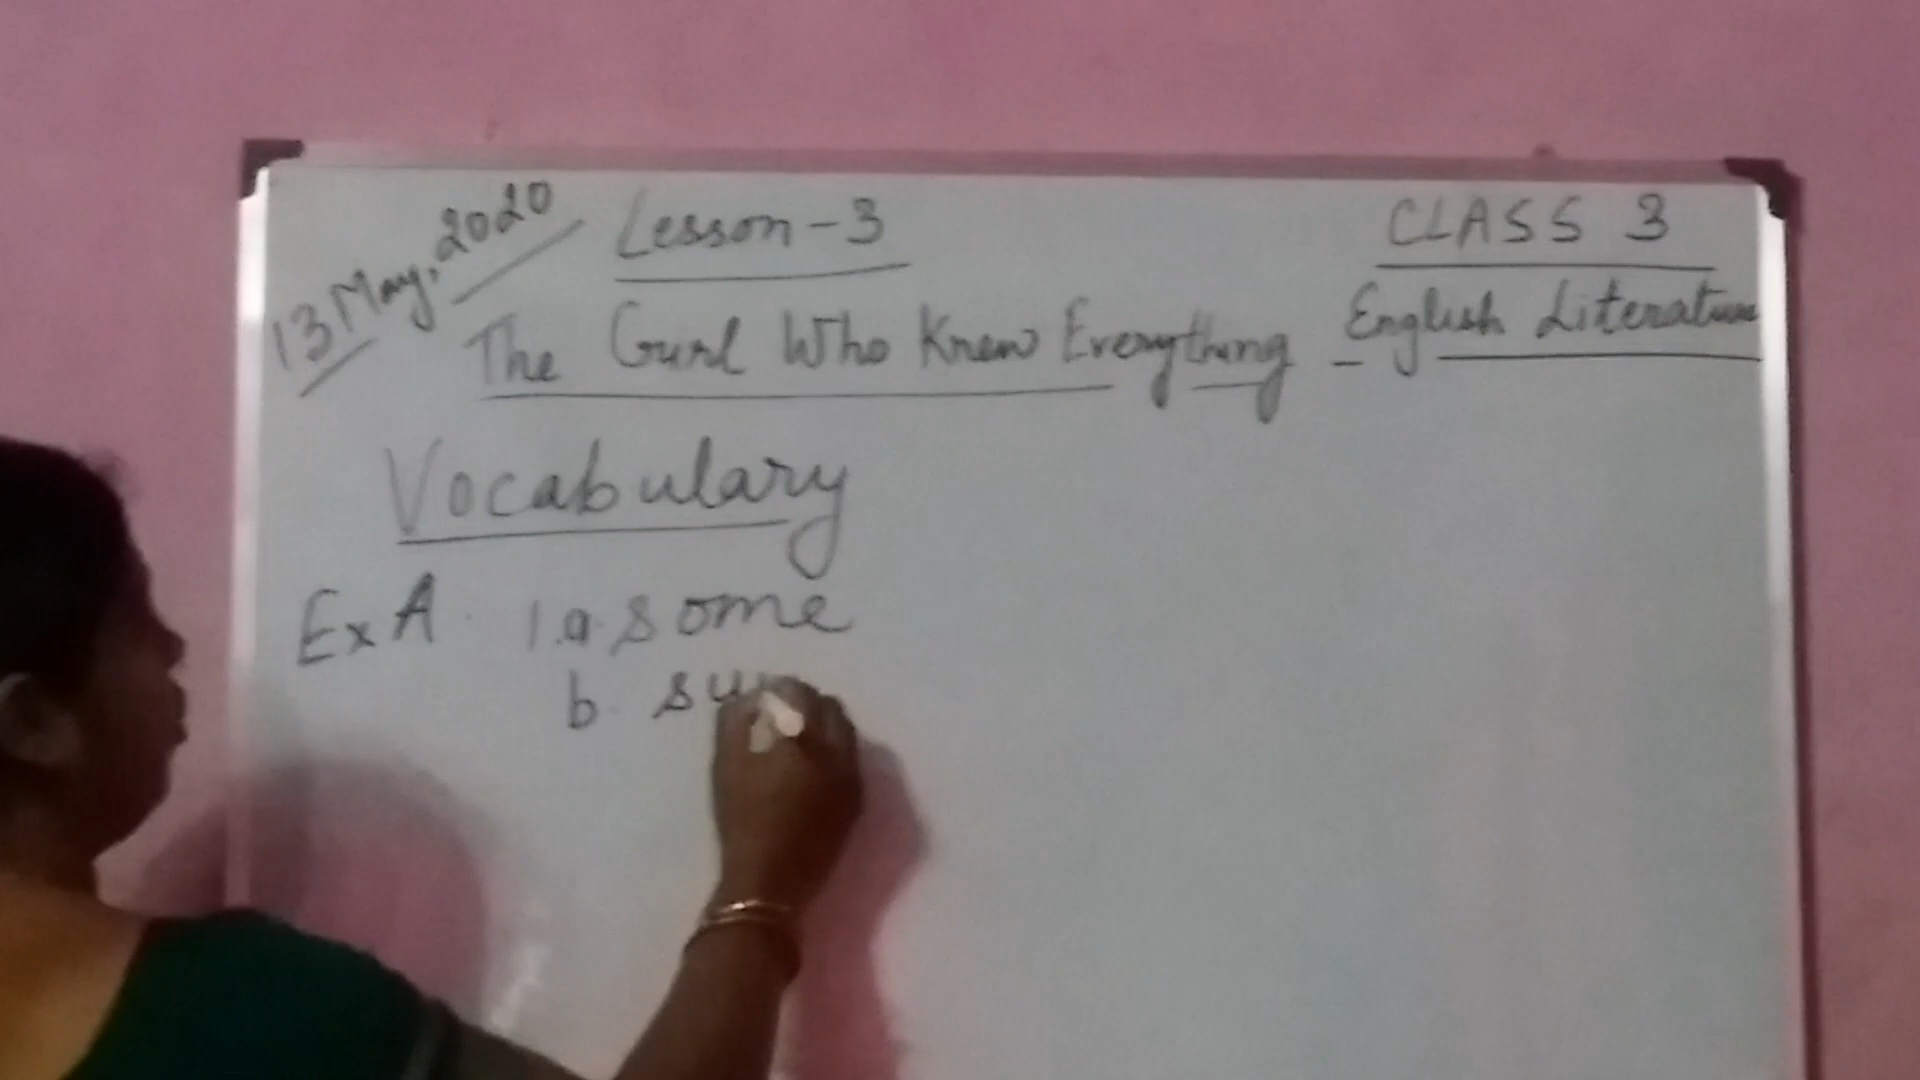 13 May, 2020
Lesson-3
CLASS 3
The Girl Who Knew Everything
English Literature
Vocabulary
Ex A. 1.a. some
b.